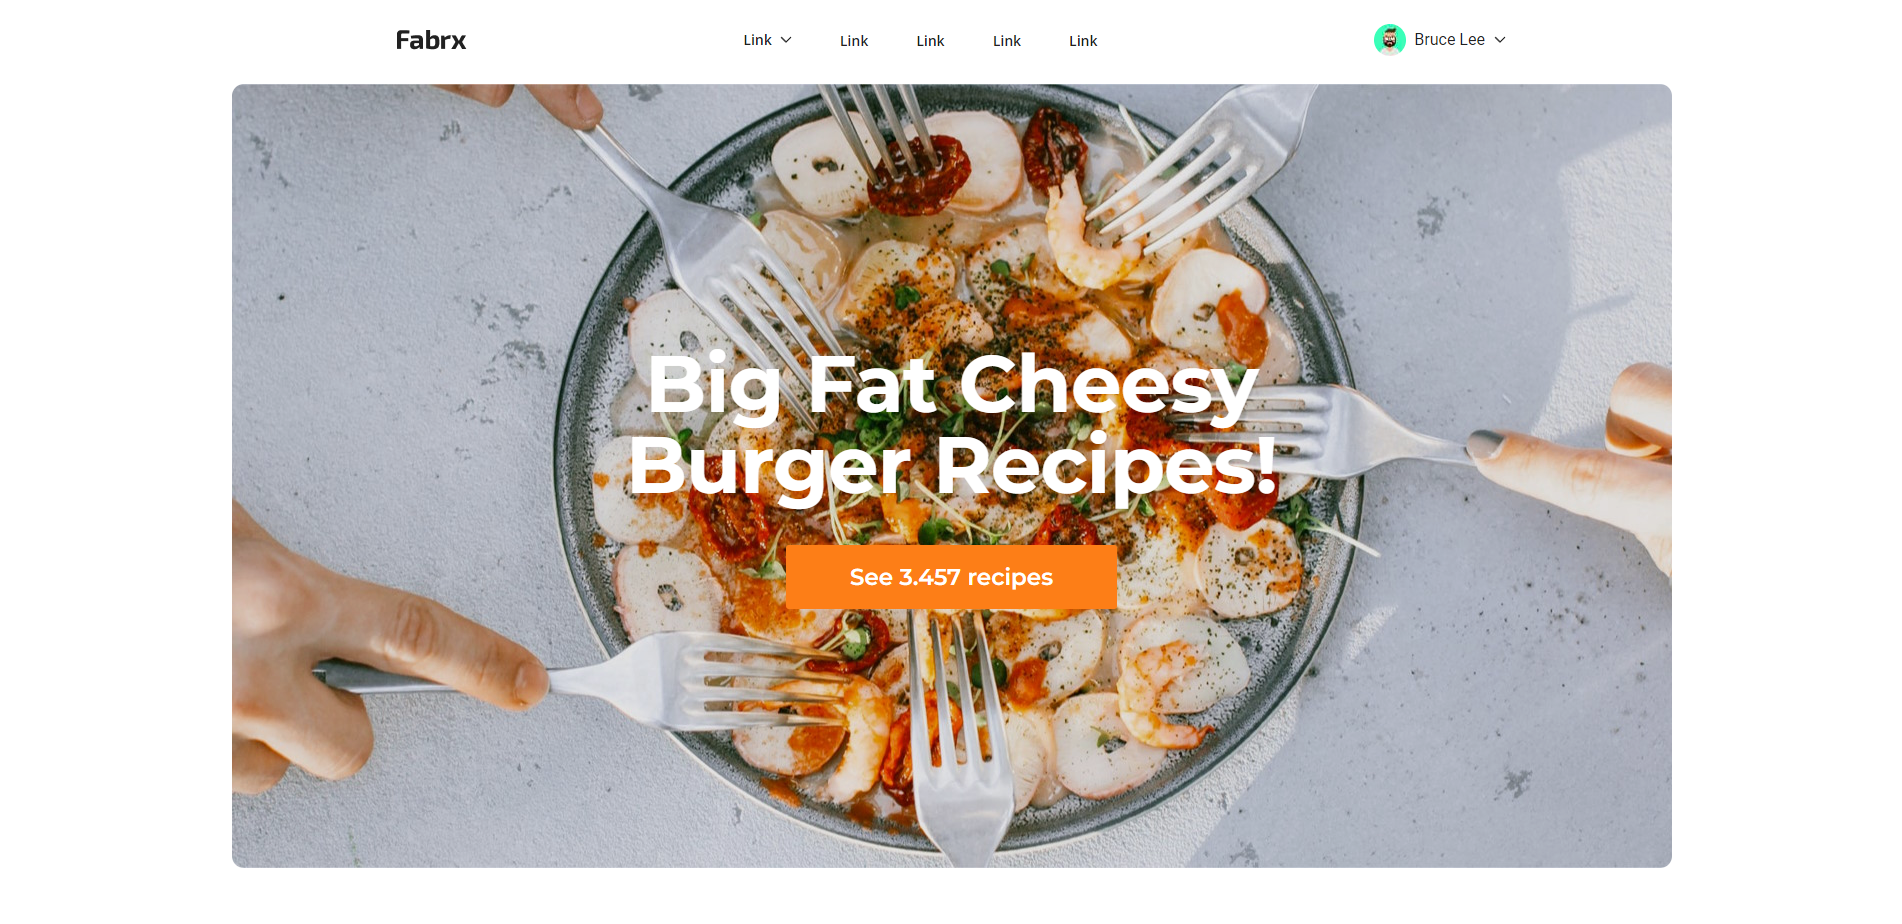 Fabrx
Link
Link
Link
Link
Link
Bruce Lee
Big Fat Cheesy
Burger Recipes!
See 3.457 recipes